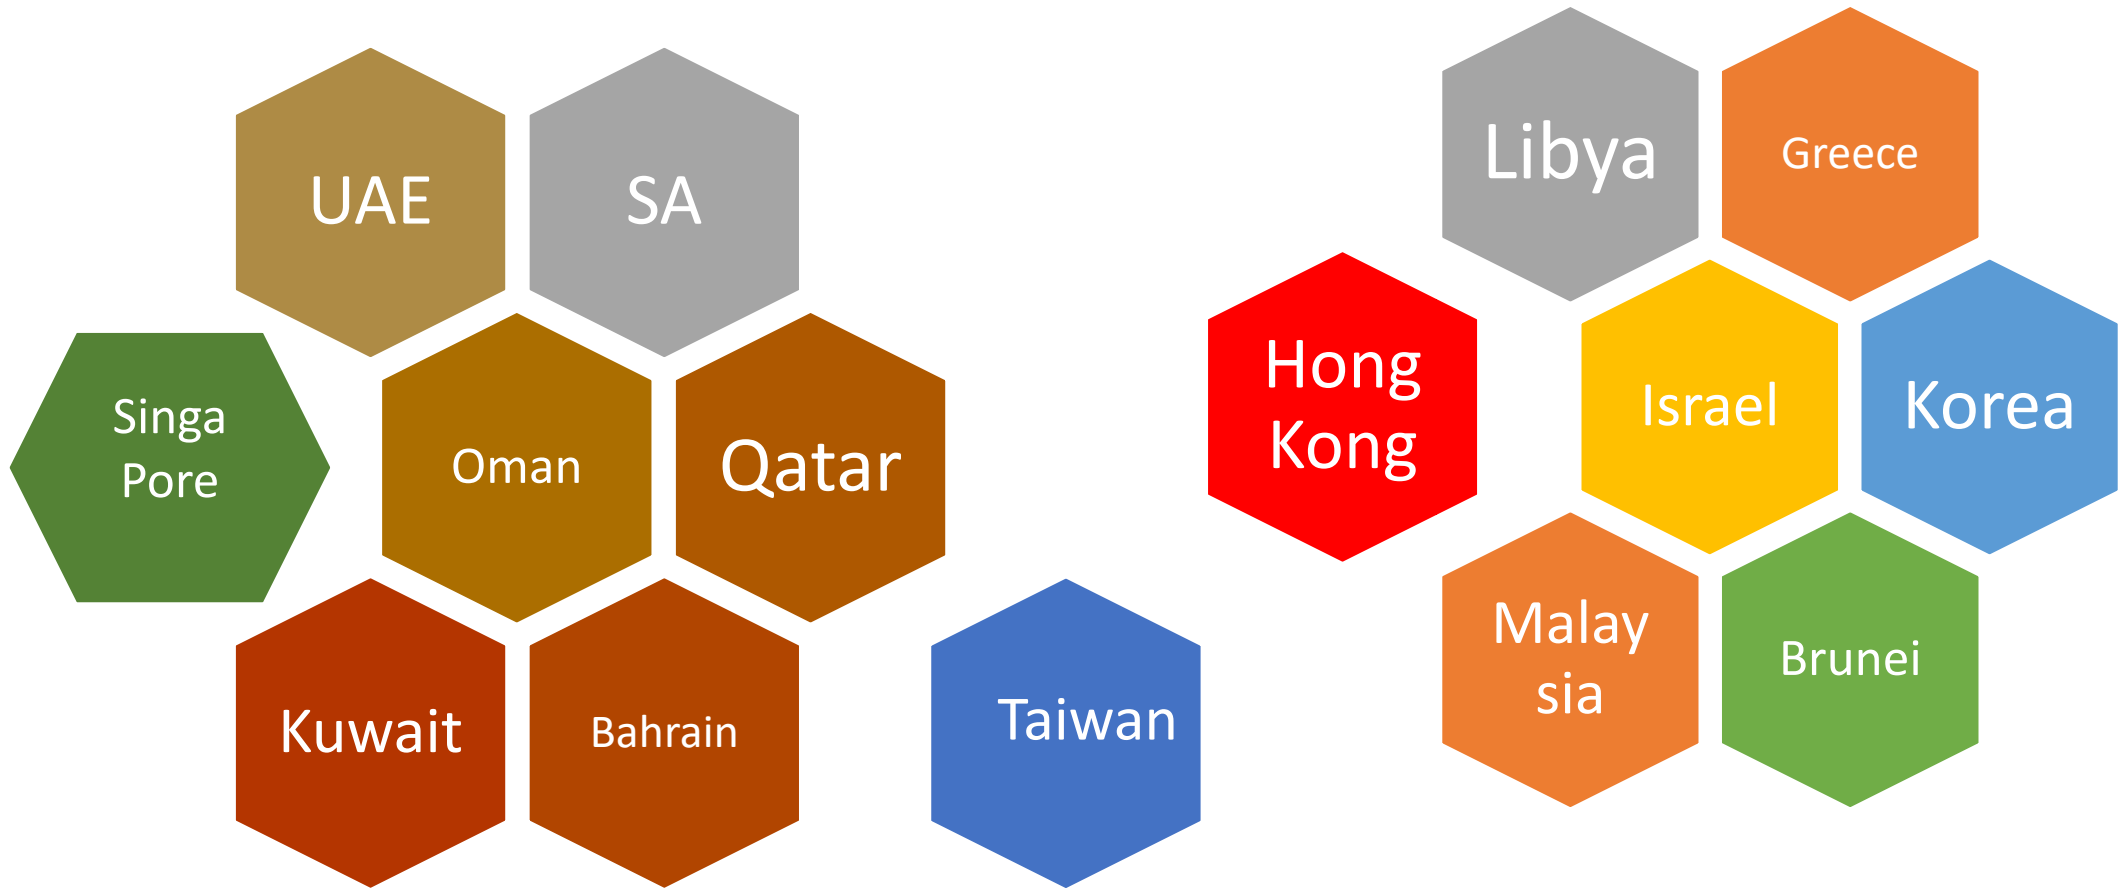 UAE
SA
Singa
Pore
Oman
Qatar
Kuwait
Bahrain
Taiwan
Libya
Greece
Hong
Kong
Israel
Korea
Malay
sia
Brunei